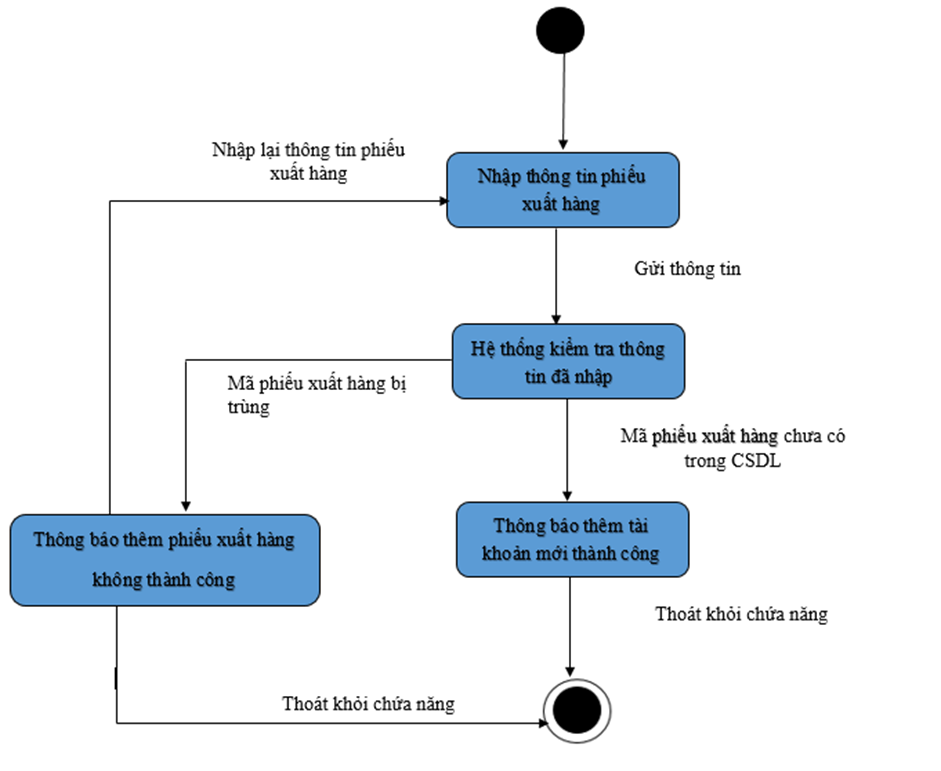 Nhập lại thông tin phiếu
xuất hàng
Nhập thông tin phiếu
xuất hàng
Gửi thông tin
Hệ thống kiểm tra thông
tin đã nhập
Mã phiếu xuất hàng bị
trùng
Mã phiếu xuất hàng chưa có
trong CSDL
Thông báo thêm phiếu xuất hàng
không thành công
Thông báo thêm tài
khoản mới thành công
Thoát khỏi chứa năng
Thoát khỏi chứa năng